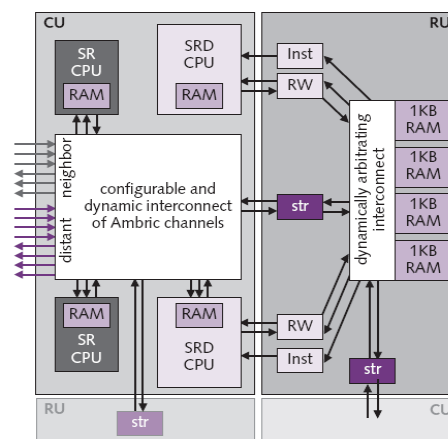 CU
RU
SR
CPU
RAM
SRD
CPU
RAM
Inst
RW
1KB
RAM
1KB
RAM
1KB
RAM
1KB
RAM
dynamically arbitrating
interconnect
neighbor
distant
configurable and
dynamic interconnect
of Ambric channels
str
RAM
SR
CPU
RAM
SRD
CPU
RW
Inst
str
RU
str
CU